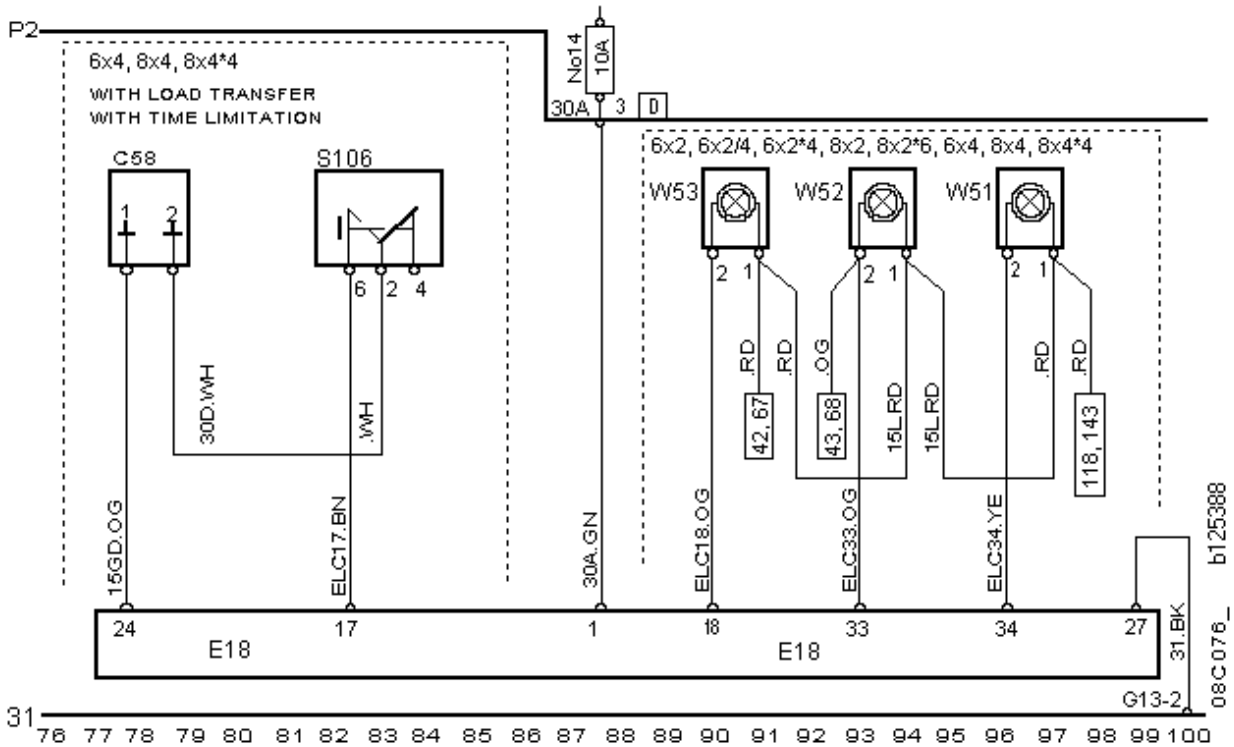 P2
6x4, 8x4, 8x4*4
WITH LOAD TRANSFER
WITH TIME LIMITATION
No14
10A
30A 3 D
6x2, 6x2/4, 6x2*4, 8x2, 8x2*6, 6x4, 8x4, 8x4*4
C58
S106
W53
W52
W51
1 2
6 2 4
2 1
2 1
2 1
30D.WH
.WH
.RD
.RD
.OG
15L.RD
15L.RD
.RD
.RD
42, 67
43, 68
118, 143
15GD.OG
ELC17.BN
30A.GN
ELC18.OG
ELC33.OG
ELC34.YE
31.BK
b125388
08C076_
24 17 1 18 33 34 27
E18 E18
G13-2
31
76 77 78 79 80 81 82 83 84 85 86 87 88 89 90 91 92 93 94 95 96 97 98 99 100